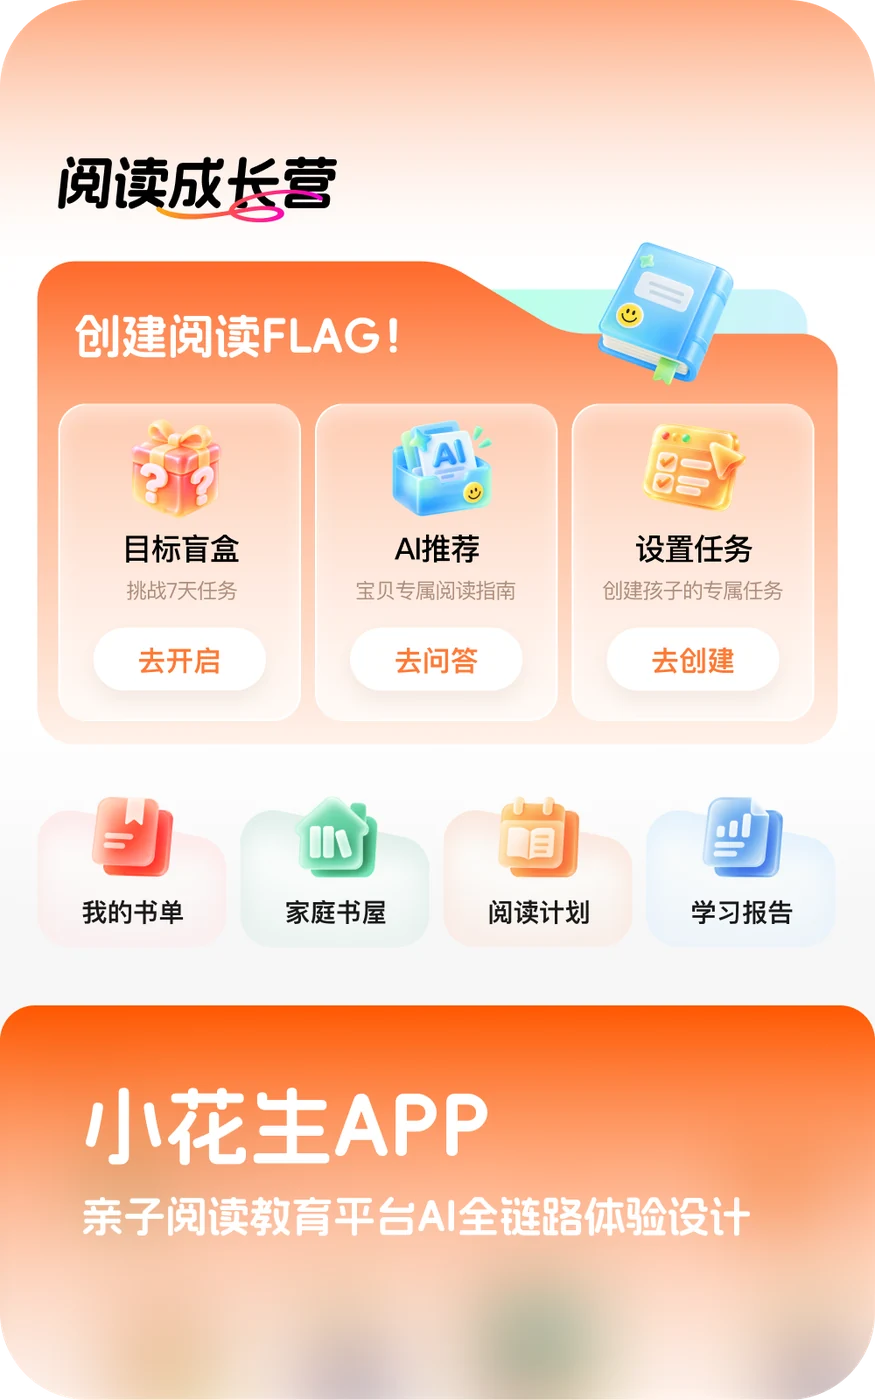 阅读成长营
创建阅读FLAG!
AI
目标盲盒
挑战7天任务
去开启
AI推荐
宝贝专属阅读指南
去问答
设置任务
创建孩子的专属任务
去创建
我的书单
家庭书屋
阅读计划
学习报告
小花生APP
亲子阅读教育平台AI全链路体验设计